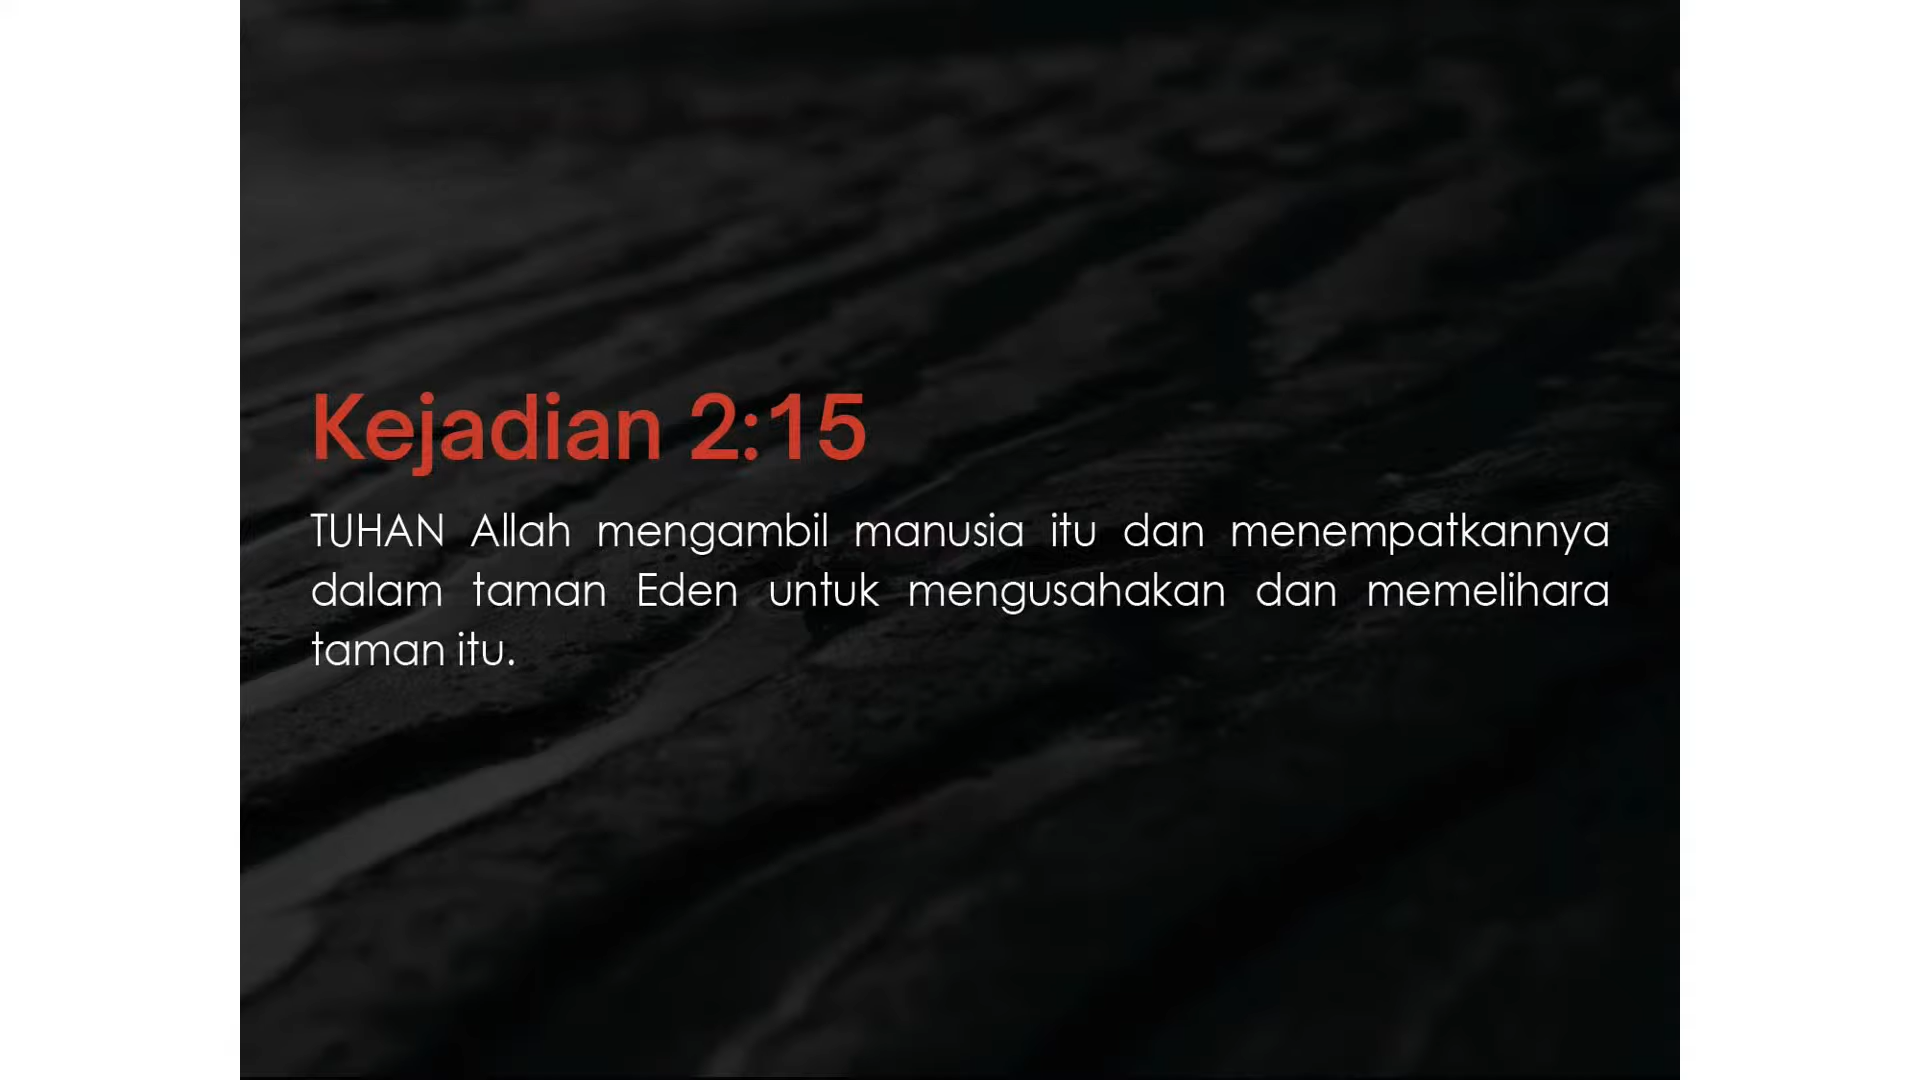 Kejadian 2:15
TUHAN Allah mengambil manusia itu dan menempatkannya
dalam taman Eden untuk mengusahakan dan memelihara
taman itu.